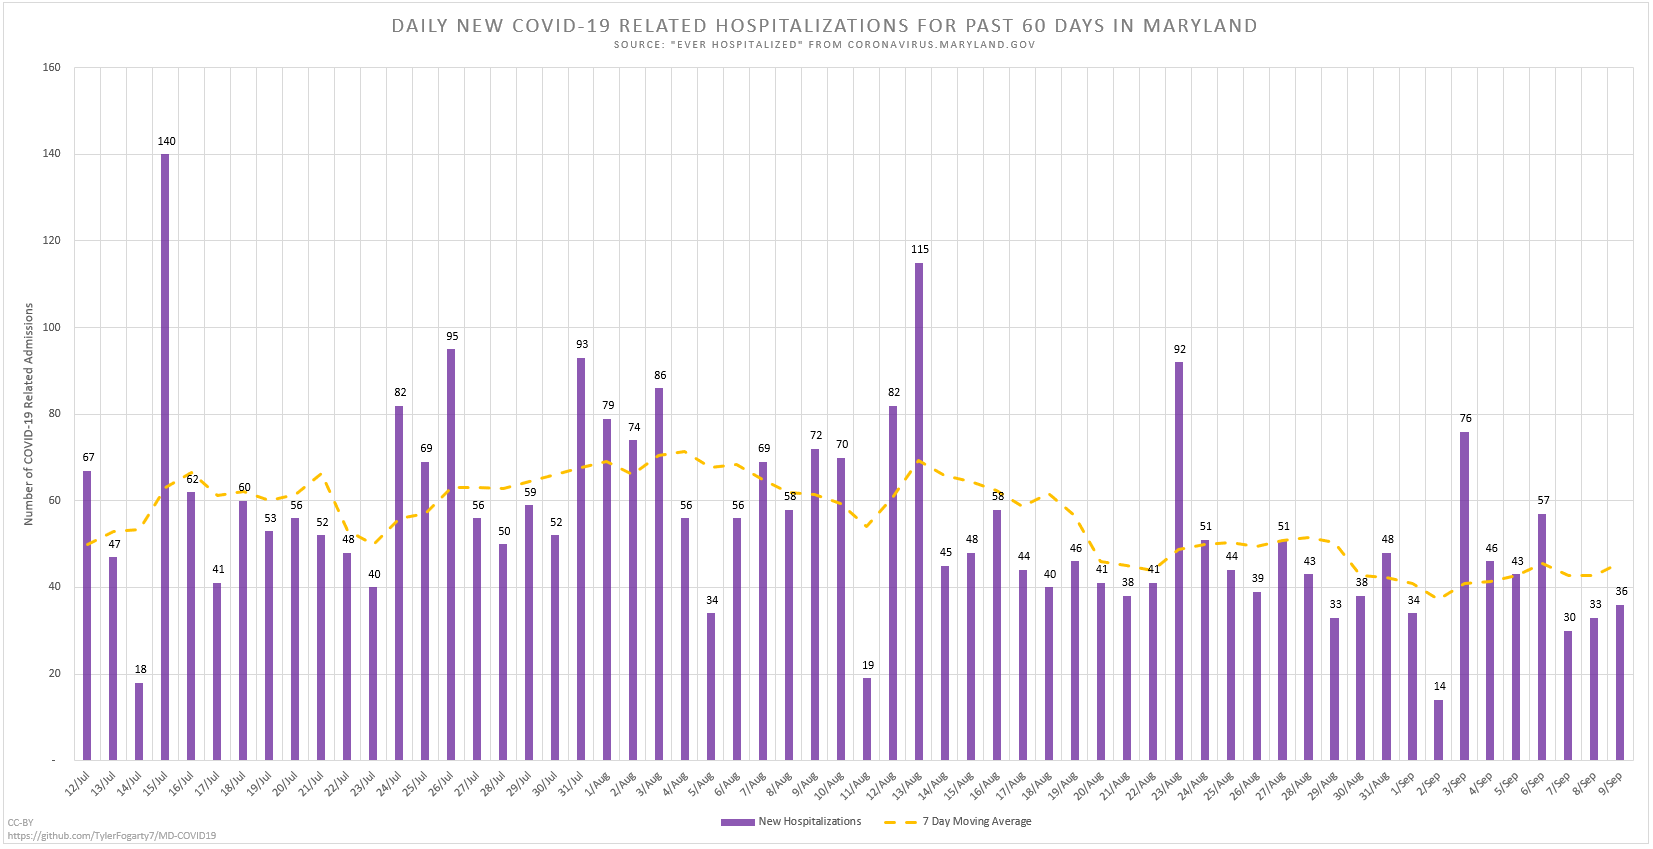 DAILY NEW COVID-19 RELATED HOSPITALIZATIONS FOR PAST 60 DAYS IN MARYLAND
SOURCE: "EVER HOSPITALIZED" FROM CORONAVIRUS.MARYLAND.GOV
Number of COVID-19 Related Admissions
160
140
120
100
80
60
40
20
-
67 47 18 140 62 41 60 53 56 52 48 40 82 69 95 56 50 59 52 93 79 74 86 56 34 56 69 58 72 70 19 82 115 45 48 58 44 40 46 41 38 41 92 51 44 39 51 43 33 38 48 34 14 76 46 43 57 30 33 36
12/Jul 13/Jul 14/Jul 15/Jul 16/Jul 17/Jul 18/Jul 19/Jul 20/Jul 21/Jul 22/Jul 23/Jul 24/Jul 25/Jul 26/Jul 27/Jul 28/Jul 29/Jul 30/Jul 31/Jul 1/Aug 2/Aug 3/Aug 4/Aug 5/Aug 6/Aug 7/Aug 8/Aug 9/Aug 10/Aug 11/Aug 12/Aug 13/Aug 14/Aug 15/Aug 16/Aug 17/Aug 18/Aug 19/Aug 20/Aug 21/Aug 22/Aug 23/Aug 24/Aug 25/Aug 26/Aug 27/Aug 28/Aug 29/Aug 30/Aug 31/Aug 1/Sep 2/Sep 3/Sep 4/Sep 5/Sep 6/Sep 7/Sep 8/Sep 9/Sep
New Hospitalizations 7 Day Moving Average
CC-BY
https://github.com/TylerFogarty7/MD-COVID19